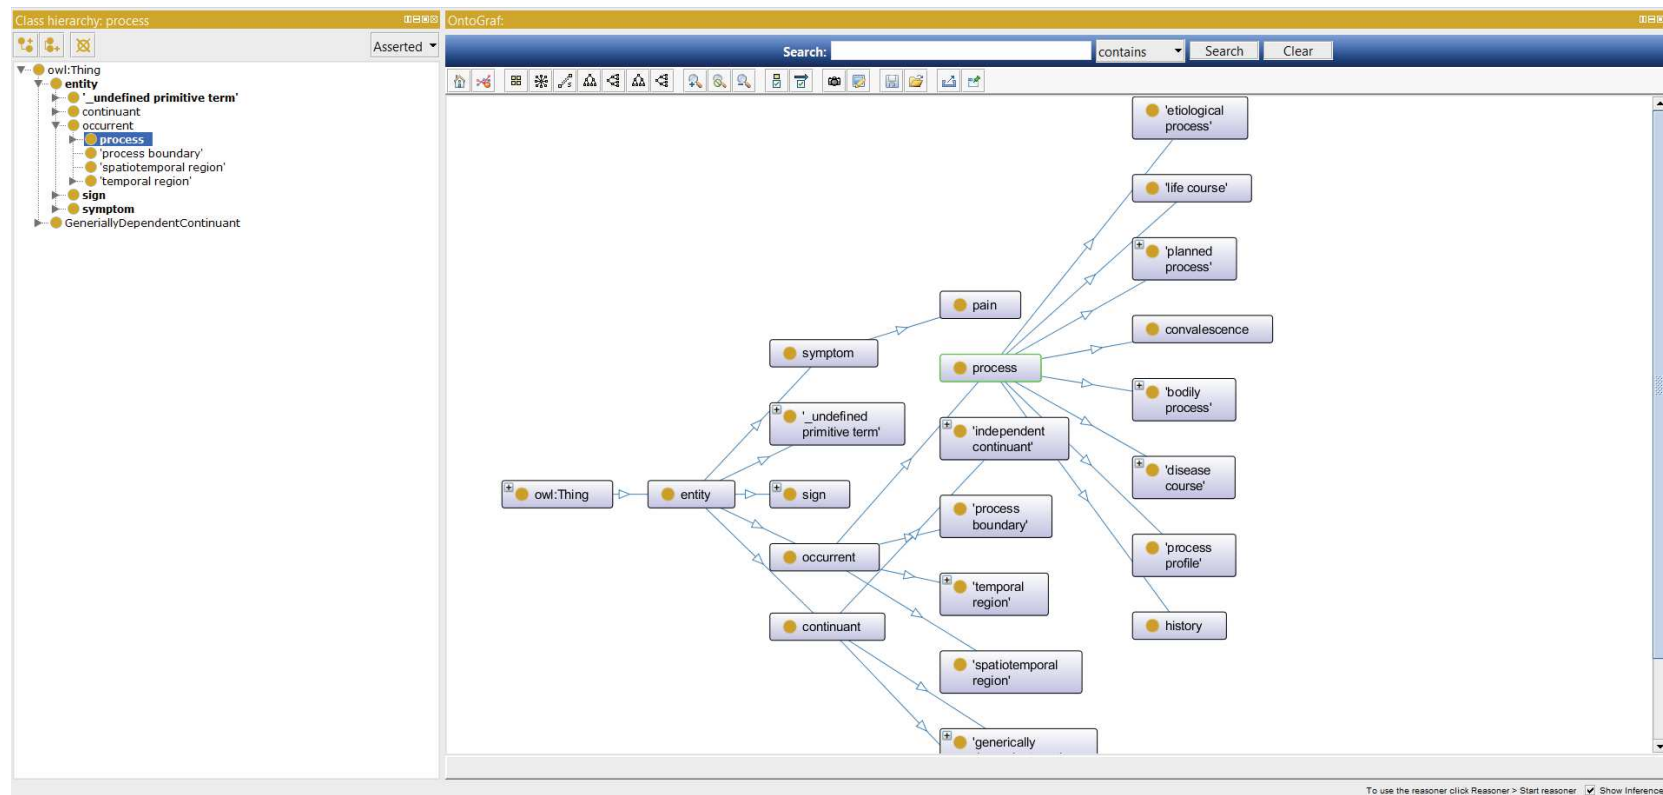 Class hierarchy: process
Asserted
owl:Thing
entity
'_undefined primitive term'
continuant
occurrent
process
'process boundary'
'spatiotemporal region'
'temporal region'
sign
symptom
GeneriallyDependentContinuant
OntoGraf:
Search:
contains
Search
Clear
'etiological
process'
'life course'
'planned
process'
pain
convalescence
symptom
process
'bodily
process'
'_undefined
primitive term'
'independent
continuant'
'disease
course'
owl:Thing
entity
sign
'process
boundary'
occurrent
'process
profile'
'temporal
region'
continuant
history
'spatiotemporal
region'
'generically
To use the reasoner click Reasoner > Start reasoner
Show Inference